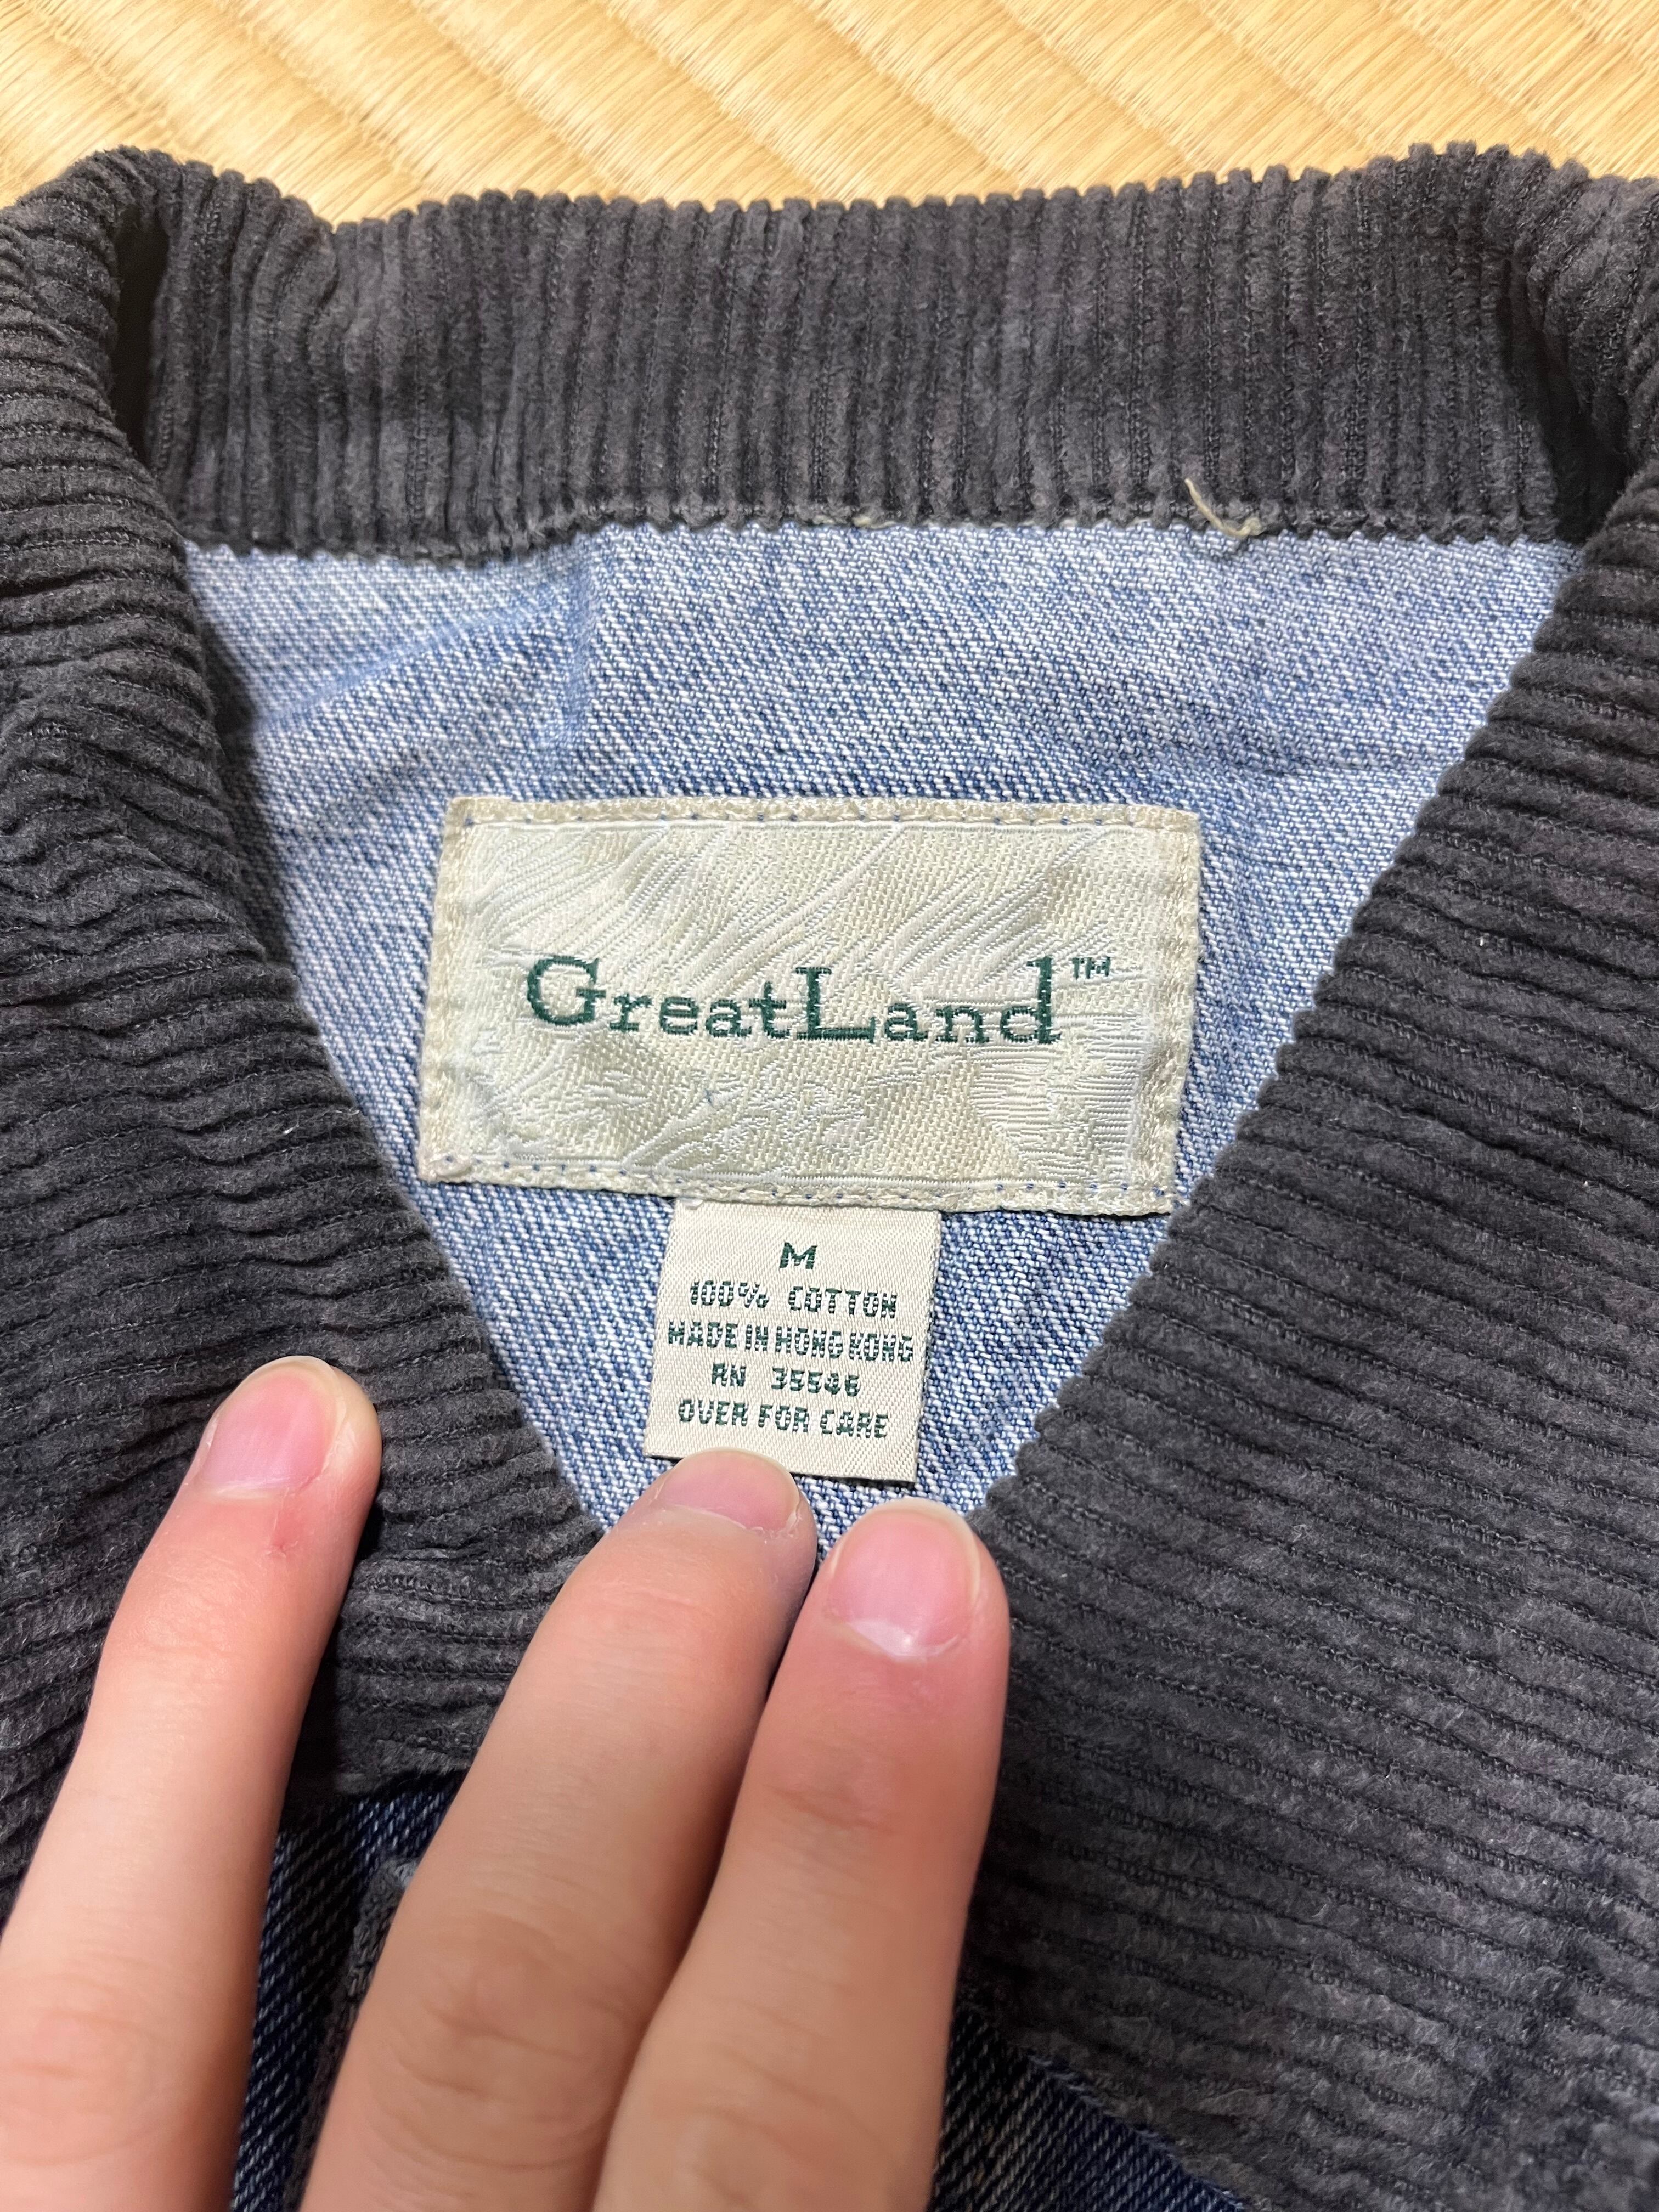 GreatLand™
M
100% COTTON
MADE IN HONG KONG
RN 35546
OVER FOR CARE